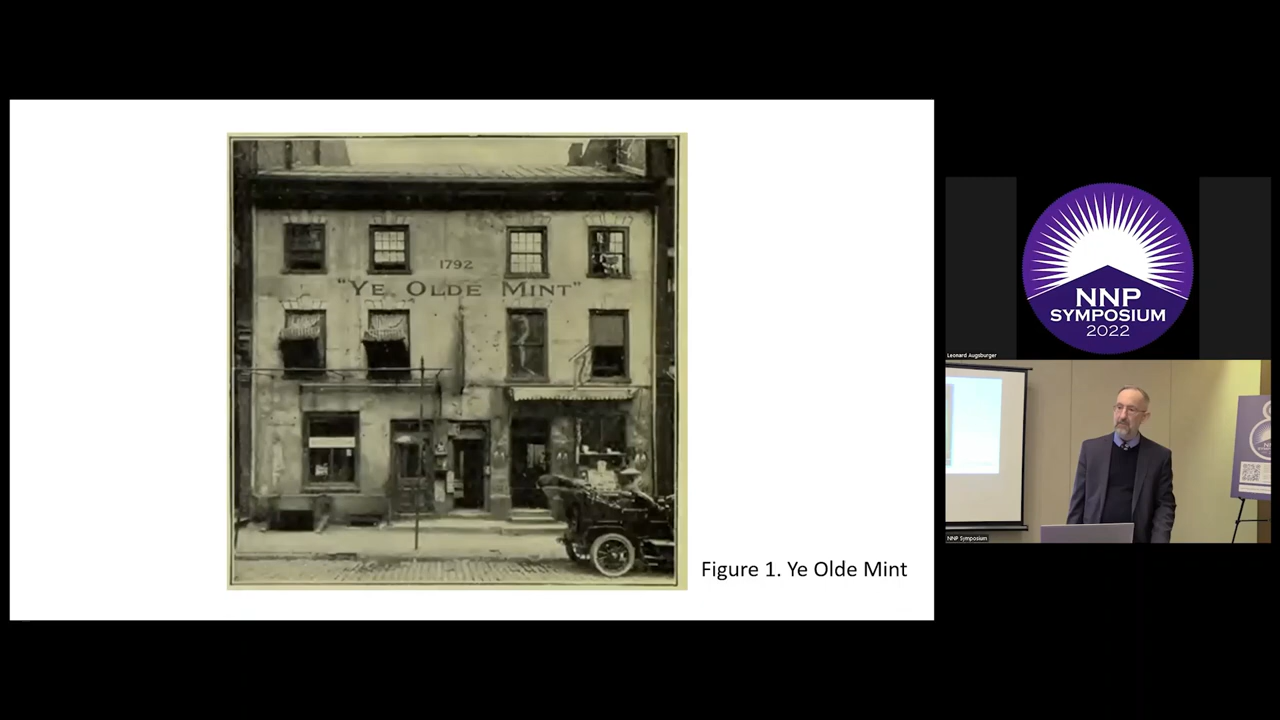 1792
"YE OLDE MINT"
Figure 1. Ye Olde Mint
NNP
SYMPOSIUM
2022
Leonard Augsburger
NNP Symposium